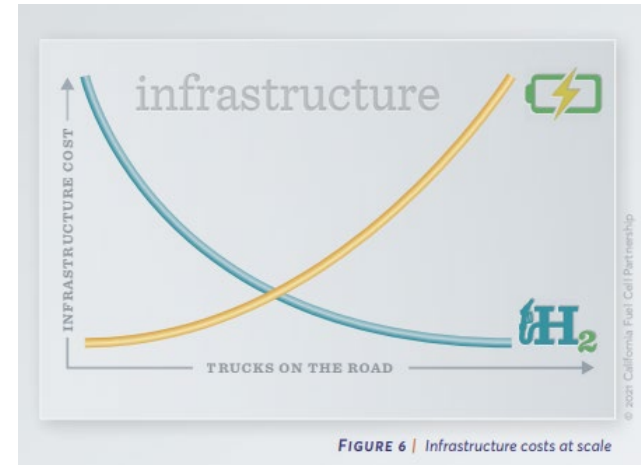 infrastructure
INFRASTRUCTURE COST
H2
TRUCKS ON THE ROAD
© 2021 California Fuel Cell Partnership
FIGURE 6 | Infrastructure costs at scale